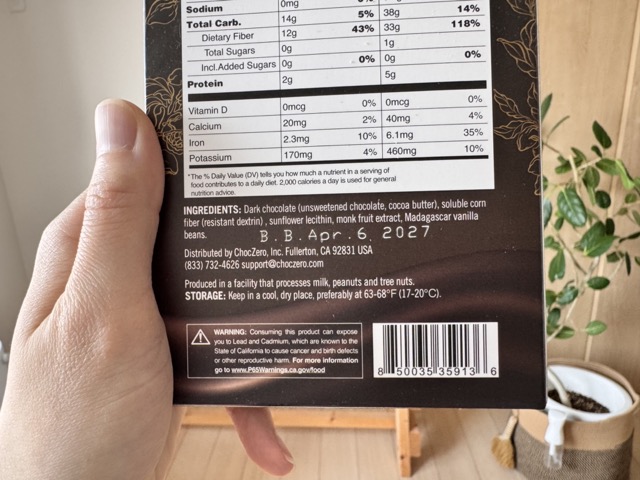 0mg
Sodium 0% 38g 14%
Total Carb. 14g 5% 33g 118%
Dietary Fiber 12g 43% 1g
Total Sugars 0g
Incl.Added Sugars 0g 0% 0g 0%
Protein 2g 5g
Vitamin D 0mcg 0% 0mcg 0%
Calcium 20mg 2% 40mg 4%
Iron 2.3mg 10% 6.1mg 35%
Potassium 170mg 4% 460mg 10%
*The % Daily Value (DV) tells you how much a nutrient in a serving of
food contributes to a daily diet. 2,000 calories a day is used for general
nutrition advice.
INGREDIENTS: Dark chocolate (unsweetened chocolate, cocoa butter), soluble corn
fiber (resistant dextrin) , sunflower lecithin, monk fruit extract, Madagascar vanilla
beans.
B.B.Apr.6.2027
Distributed by ChocZero, Inc. Fullerton, CA 92831 USA
(833) 732-4626 support@choczero.com
Produced in a facility that processes milk, peanuts and tree nuts.
STORAGE: Keep in a cool, dry place, preferably at 63-68°F (17-20°C).
WARNING: Consuming this product can expose
you to Lead and Cadmium, which are known to the
State of California to cause cancer and birth defects
or other reproductive harm. For more information
go to www.P65Warnings.ca.gov/food
8 50035 35913 6